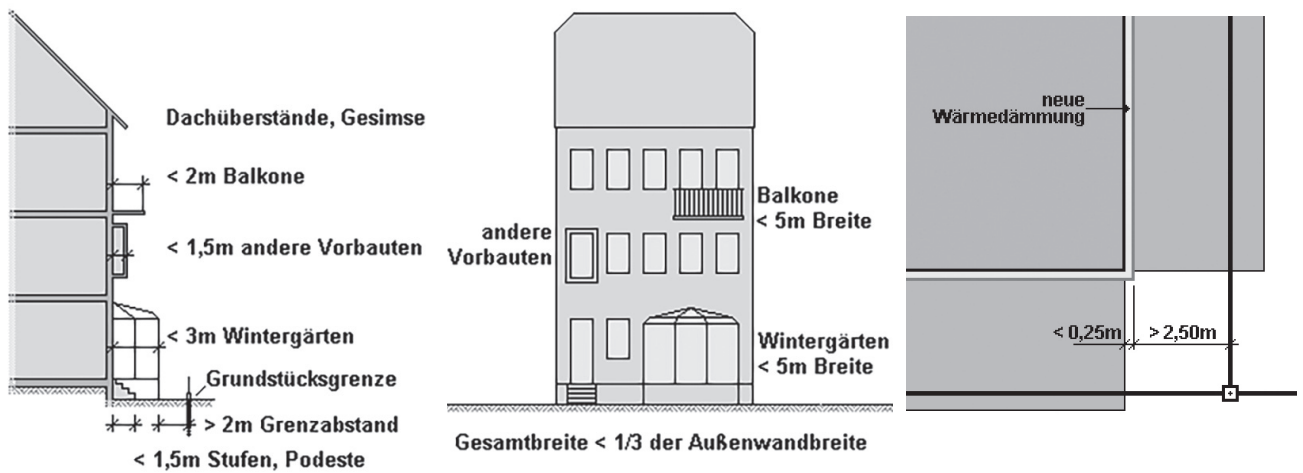 Dachüberstände, Gesimse
< 2m Balkone
< 1,5m andere Vorbauten
< 3m Wintergärten
Grundstücksgrenze
> 2m Grenzabstand
< 1,5m Stufen, Podeste
andere
Vorbauten
Balkone
< 5m Breite
Wintergärten
< 5m Breite
Gesamtbreite < 1/3 der Außenwandbreite
neue
Wärmedämmung
< 0,25m
> 2,50m